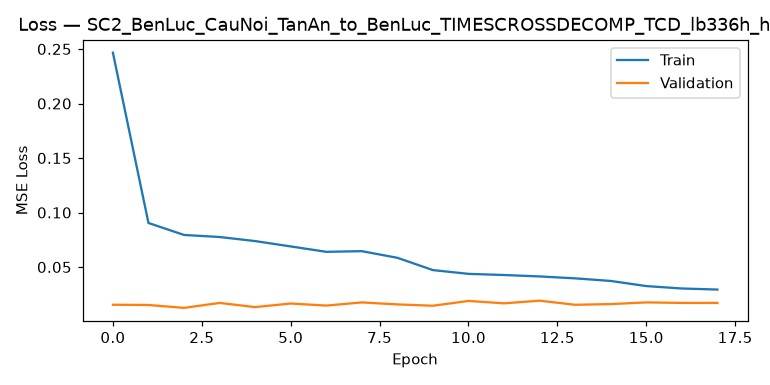 Loss — SC2_BenLuc_CauNoi_TanAn_to_BenLuc_TIMESCROSSDECOMP_TCD_lb336h_h
Train
Validation
MSE Loss
0.25
0.20
0.15
0.10
0.05
0.0 2.5 5.0 7.5 10.0 12.5 15.0 17.5
Epoch